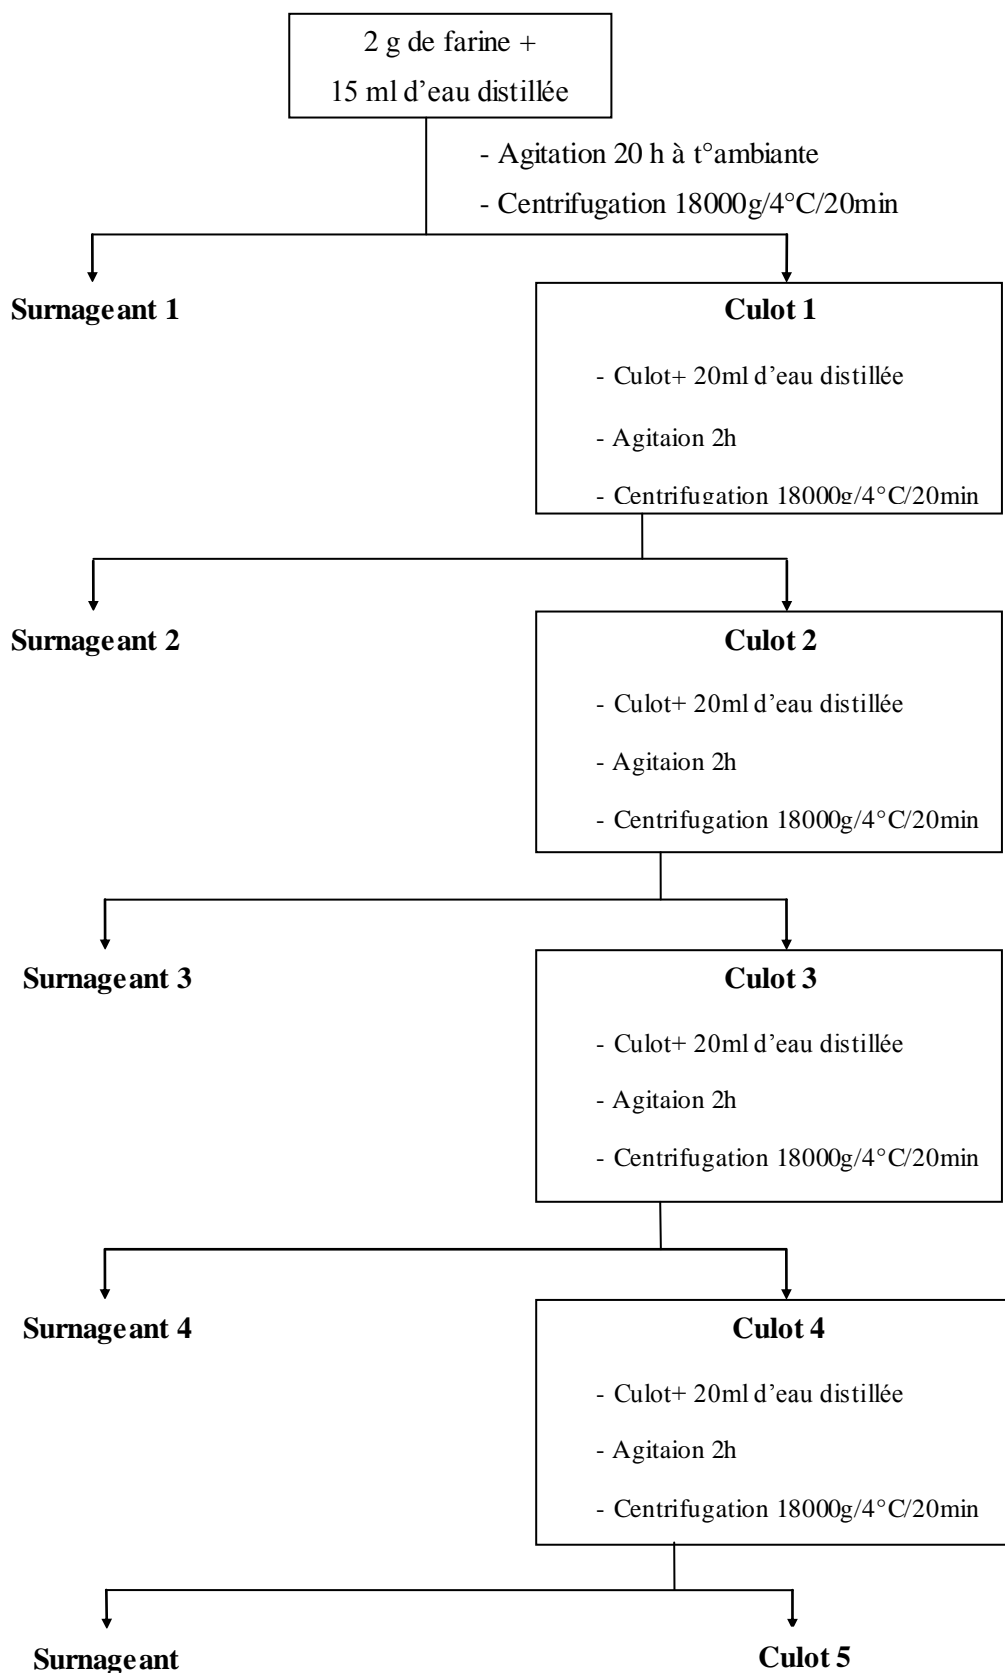 2 g de farine +
15 ml d’eau distillée
- Agitation 20 h à t°ambiante
- Centrifugation 18000g/4°C/20min
Surnageant 1
Culot 1
- Culot+ 20ml d’eau distillée
- Agitaion 2h
- Centrifugation 18000g/4°C/20min
Surnageant 2
Culot 2
- Culot+ 20ml d’eau distillée
- Agitaion 2h
- Centrifugation 18000g/4°C/20min
Surnageant 3
Culot 3
- Culot+ 20ml d’eau distillée
- Agitaion 2h
- Centrifugation 18000g/4°C/20min
Surnageant 4
Culot 4
- Culot+ 20ml d’eau distillée
- Agitaion 2h
- Centrifugation 18000g/4°C/20min
Surnageant
Culot 5